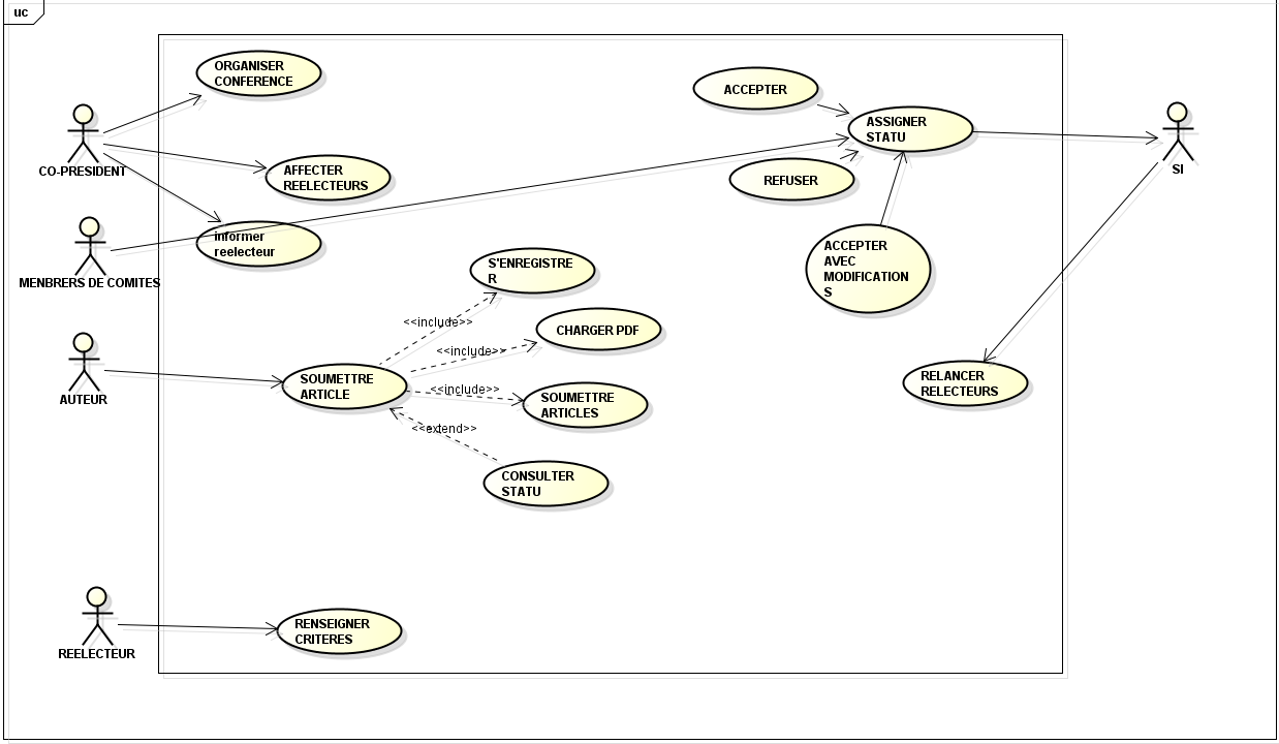 uc
ORGANISER
CONFERENCE
ACCEPTER
ASSIGNER
STATU
CO-PRESIDENT
AFFECTER
REELECTEURS
REFUSER
SI
informer
reelecteur
MENBRERS DE COMITES
ACCEPTER
AVEC
MODIFICATION
S
S'ENREGISTRE
R
<<include>>
CHARGER PDF
<<include>>
AUTEUR
SOUMETTRE
ARTICLE
<<include>>
SOUMETTRE
ARTICLES
RELANCER
RELECTEURS
<<extend>>
CONSULTER
STATU
REELECTEUR
RENSEIGNER
CRITERES